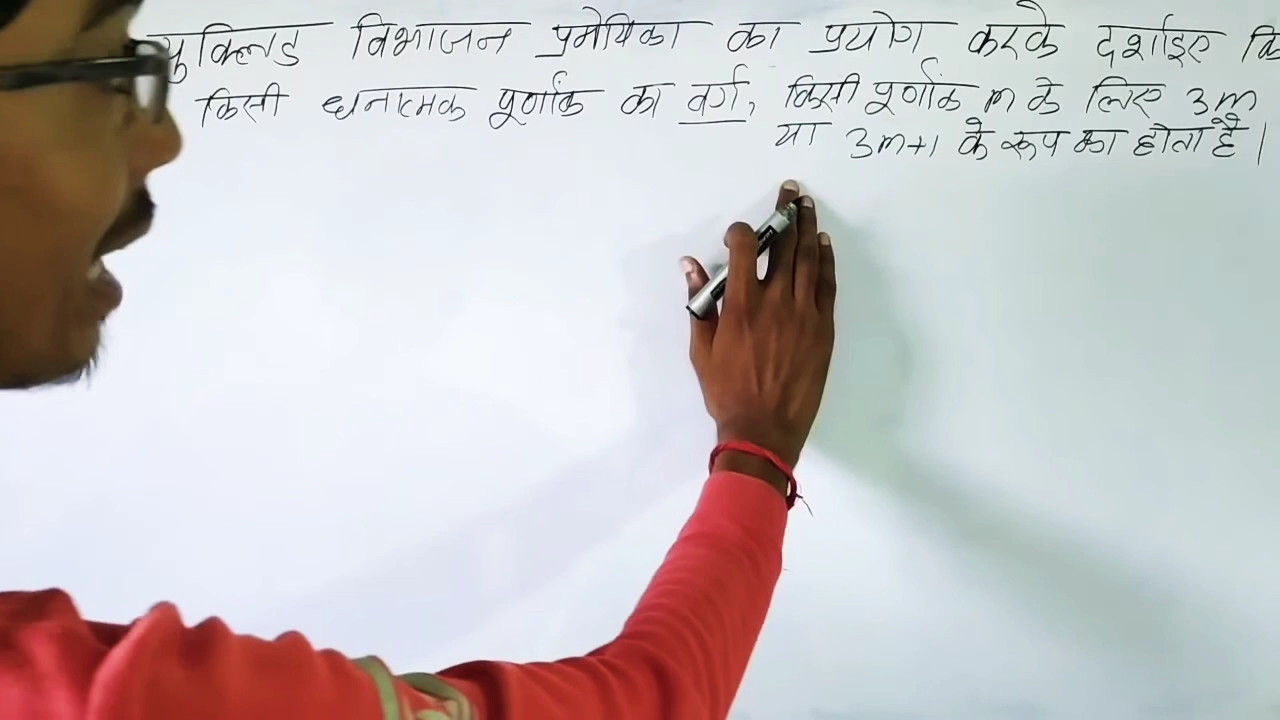 युक्लिड विभाजन प्रमेयिका का प्रयोग करके दर्शाइए कि
किसी धनात्मक पूर्णांक का वर्ग, किसी पूर्णांक m के लिए 3m
या 3m+1 के रूप का होता है।